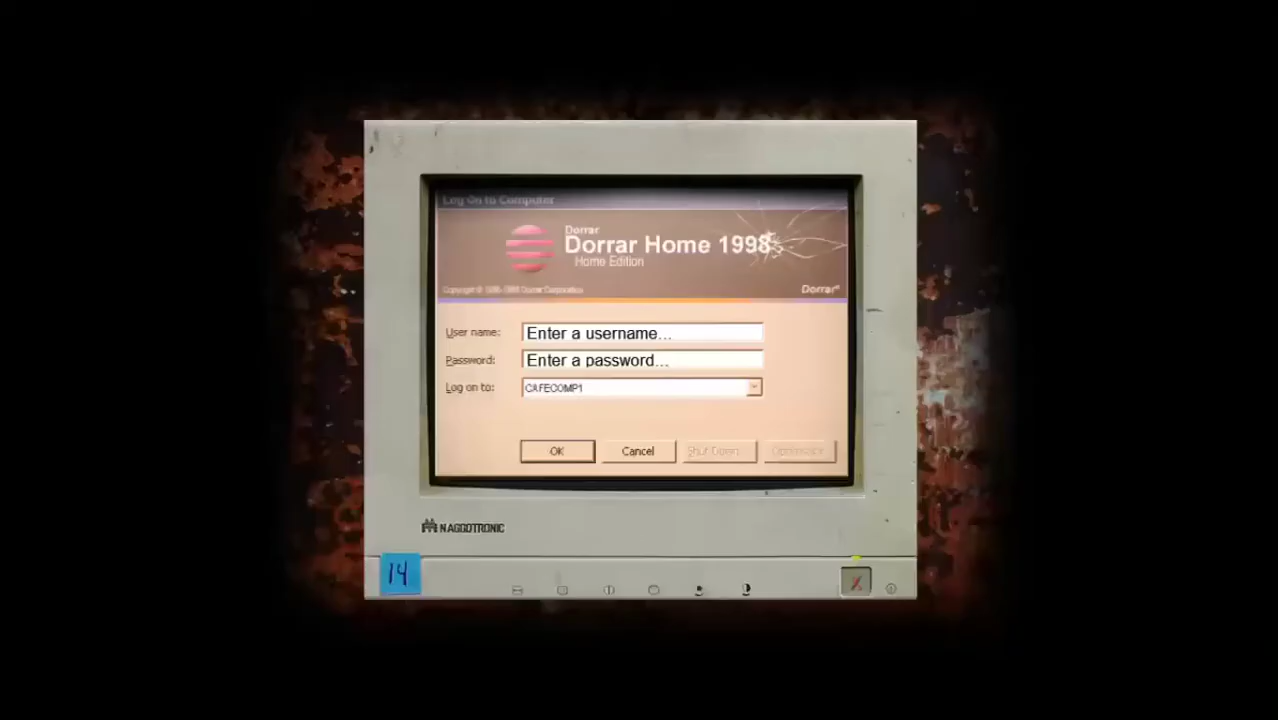 Log On to Computer
Dorrar
Dorrar Home 1998
Home Edition
Dorrar
User name: Enter a username...
Password: Enter a password...
Log on to: CAFECOMP1
OK Cancel Shut Down...
NAGGOTRONIC
14